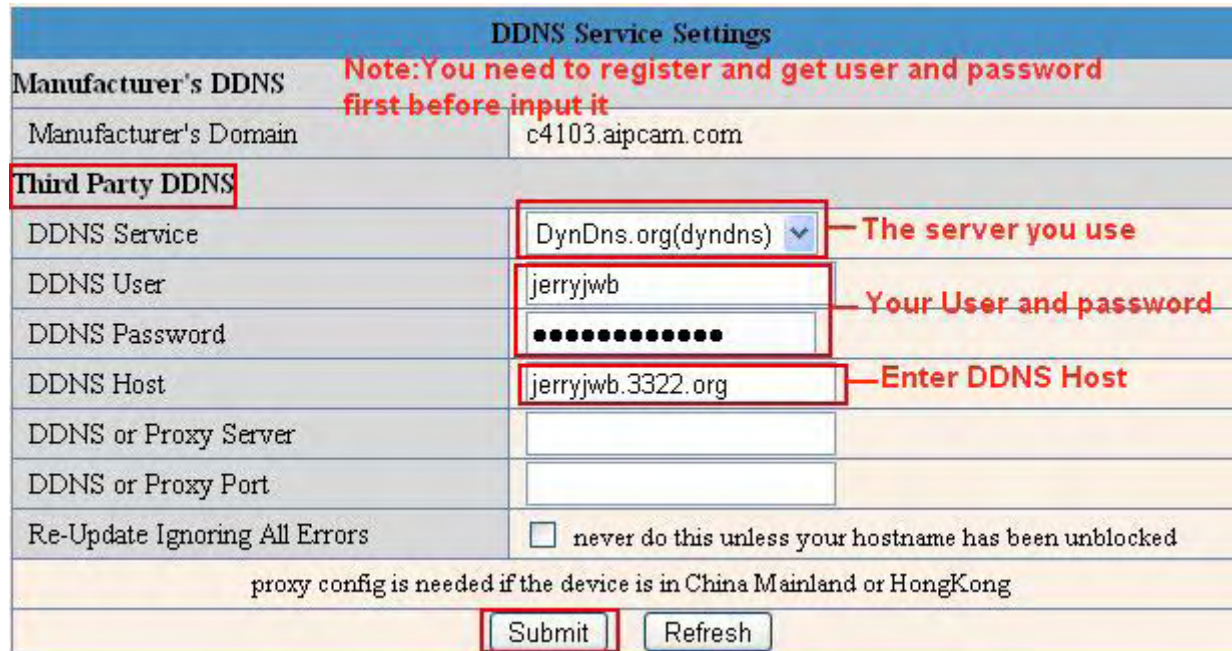 DDNS Service Settings
Manufacturer's DDNS
Note:You need to register and get user and password
first before input it
Manufacturer's Domain c4103.aipcam.com
Third Party DDNS
DDNS Service DynDns.org(dyndns) The server you use
DDNS User jerryjwb
Your User and password
DDNS Password ●●●●●●●●●●●●
DDNS Host jerryjwb.3322.org Enter DDNS Host
DDNS or Proxy Server
DDNS or Proxy Port
Re-Update Ignoring All Errors never do this unless your hostname has been unblocked
proxy config is needed if the device is in China Mainland or HongKong
Submit Refresh